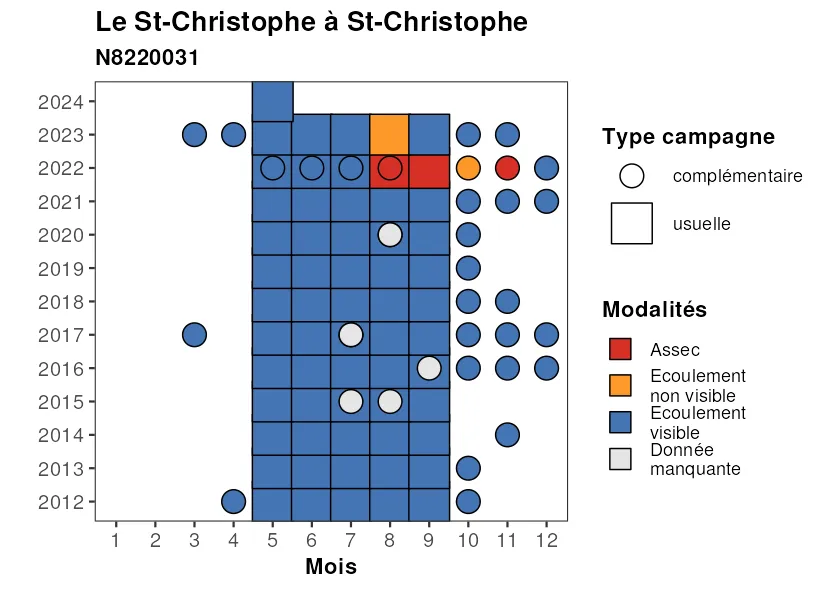 Le St-Christophe à St-Christophe
N8220031
2024
2023
2022
2021
2020
2019
2018
2017
2016
2015
2014
2013
2012
1 2 3 4 5 6 7 8 9 10 11 12
Mois
Type campagne
complémentaire
usuelle
Modalités
Assec
Ecoulement
non visible
Ecoulement
visible
Donnée
manquante